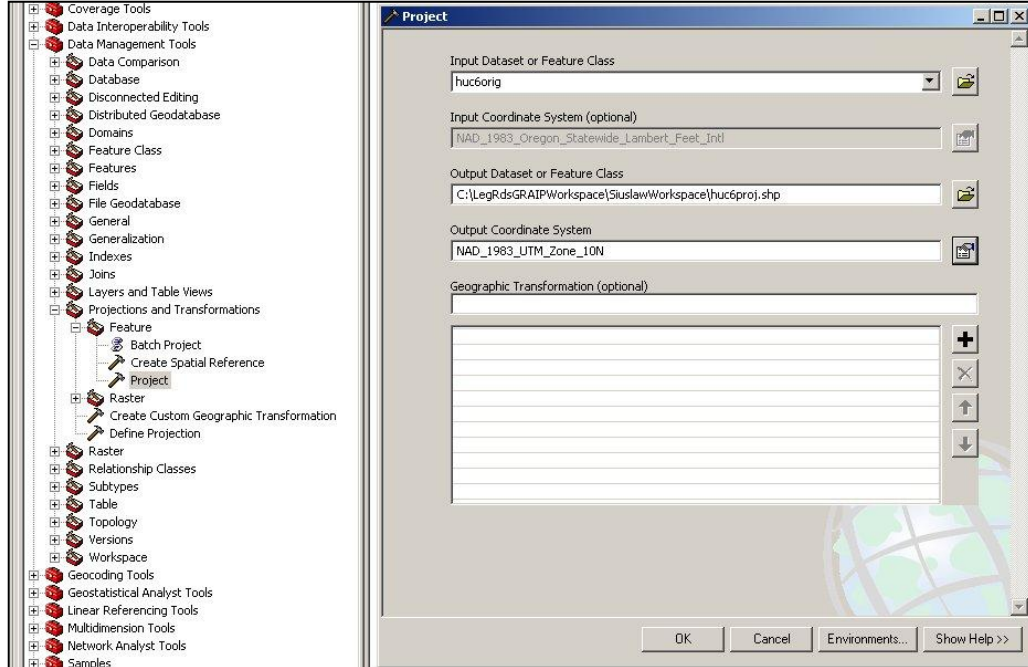 Coverage Tools
Data Interoperability Tools
Data Management Tools
Data Comparison
Database
Disconnected Editing
Distributed Geodatabase
Domains
Feature Class
Features
Fields
File Geodatabase
General
Generalization
Indexes
Joins
Layers and Table Views
Projections and Transformations
Feature
Batch Project
Create Spatial Reference
Project
Raster
Create Custom Geographic Transformation
Define Projection
Raster
Relationship Classes
Subtypes
Table
Topology
Versions
Workspace
Geocoding Tools
Geostatistical Analyst Tools
Linear Referencing Tools
Multidimension Tools
Network Analyst Tools
Samples
Project
Input Dataset or Feature Class
huc6orig
Input Coordinate System (optional)
NAD_1983_Oregon_Statewide_Lambert_Feet_Intl
Output Dataset or Feature Class
C:\LegRdsGRAIPWorkspace\SiuslawWorkspace\huc6proj.shp
Output Coordinate System
NAD_1983_UTM_Zone_10N
Geographic Transformation (optional)
OK Cancel Environments... Show Help >>